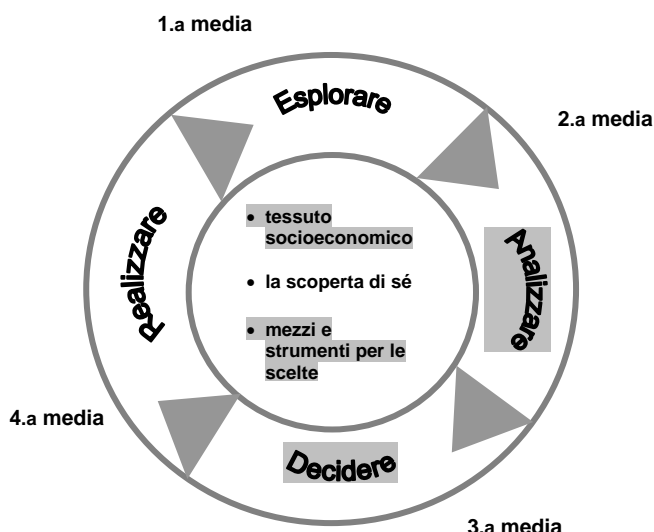 1.a media
Esplorare
2.a media
• tessuto
socioeconomico
Realizzare
Analizzare
• la scoperta di sé
• mezzi e
strumenti per le
scelte
4.a media
Decidere
3.a media